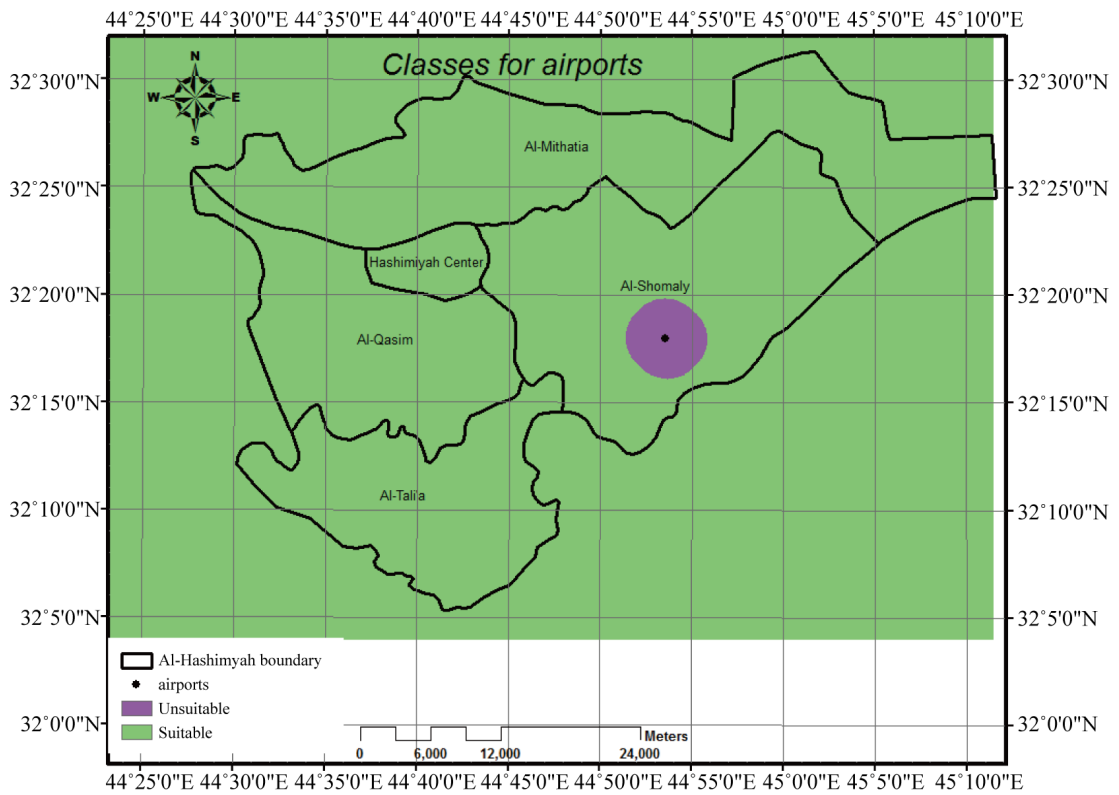 44°25'0"E 44°30'0"E 44°35'0"E 44°40'0"E 44°45'0"E 44°50'0"E 44°55'0"E 45°0'0"E 45°5'0"E 45°10'0"E
Classes for airports
N
W E
S
32°30'0"N 32°30'0"N
Al-Mithatia
32°25'0"N 32°25'0"N
Hashimiyah Center
Al-Shomaly
32°20'0"N 32°20'0"N
Al-Qasim
32°15'0"N 32°15'0"N
Al-Tali'a
32°10'0"N 32°10'0"N
32°5'0"N 32°5'0"N
Al-Hashimyah boundary
airports
Unsuitable
Suitable
32°0'0"N 32°0'0"N
Meters
0 6,000 12,000 24,000
44°25'0"E 44°30'0"E 44°35'0"E 44°40'0"E 44°45'0"E 44°50'0"E 44°55'0"E 45°0'0"E 45°5'0"E 45°10'0"E